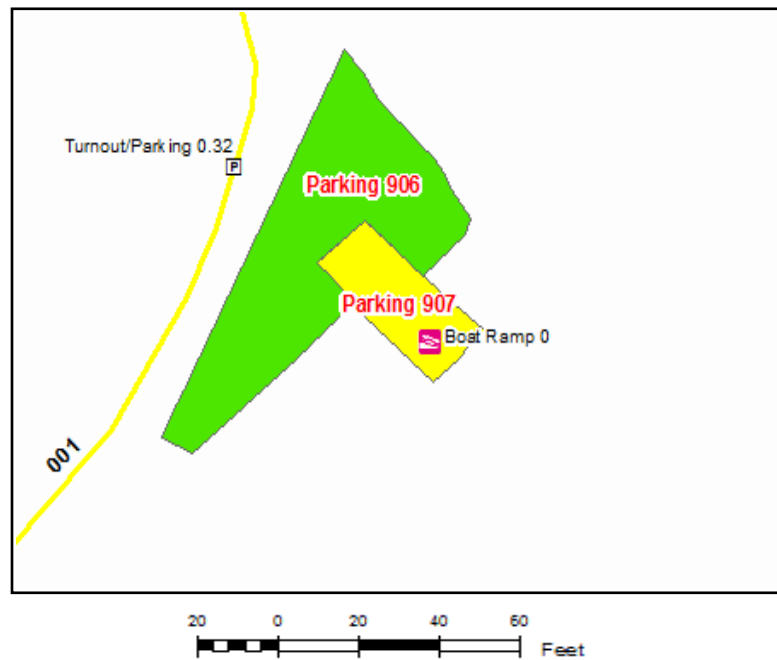 Turnout/Parking 0.32
P
Parking 906
Parking 907
Boat Ramp 0
001
20 0 20 40 60
Feet